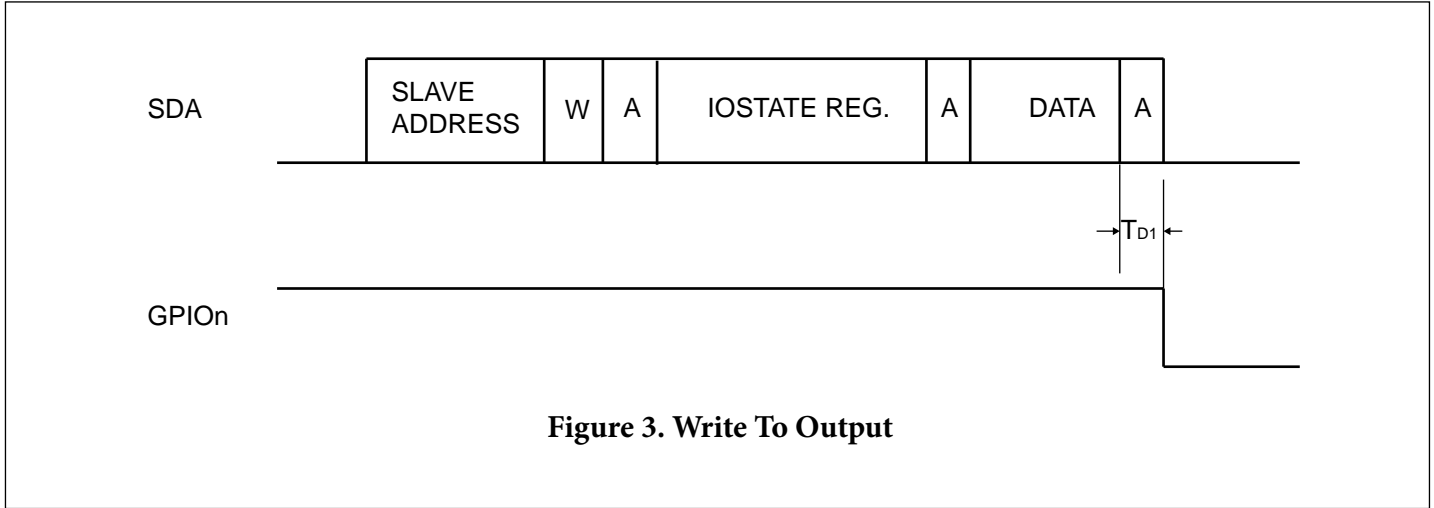 SDA
SLAVE
ADDRESS
W
A
IOSTATE REG.
A
DATA
A
TD1
GPIOn
Figure 3. Write To Output